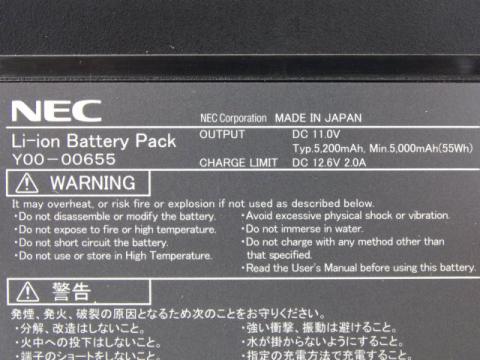 NEC
NEC Corporation MADE IN JAPAN
Li-ion Battery Pack
Y00-00655
OUTPUT DC 11.0V
Typ.5,200mAh, Min.5,000mAh(55Wh)
CHARGE LIMIT DC 12.6V 2.0A
WARNING
It may overheat, or risk fire or explosion if not used as described below.
・Do not disassemble or modify the battery.
・Do not expose to fire or high temperature.
・Do not short circuit the battery.
・Do not use or store in High Temperature.
・Avoid excessive physical shock or vibration.
・Do not immerse in water.
・Do not charge with any method other than
that specified.
・Read the User's Manual before using this battery.
警告
発煙、発火、破裂の原因となるため次のことをお守りください。
・分解、改造はしないこと。
・火中への投下はしないこと。
・端子のショートをしないこと。
・強い衝撃、振動は避けること。
・水が掛からないようにすること。
・指定の充電方法で充電すること。